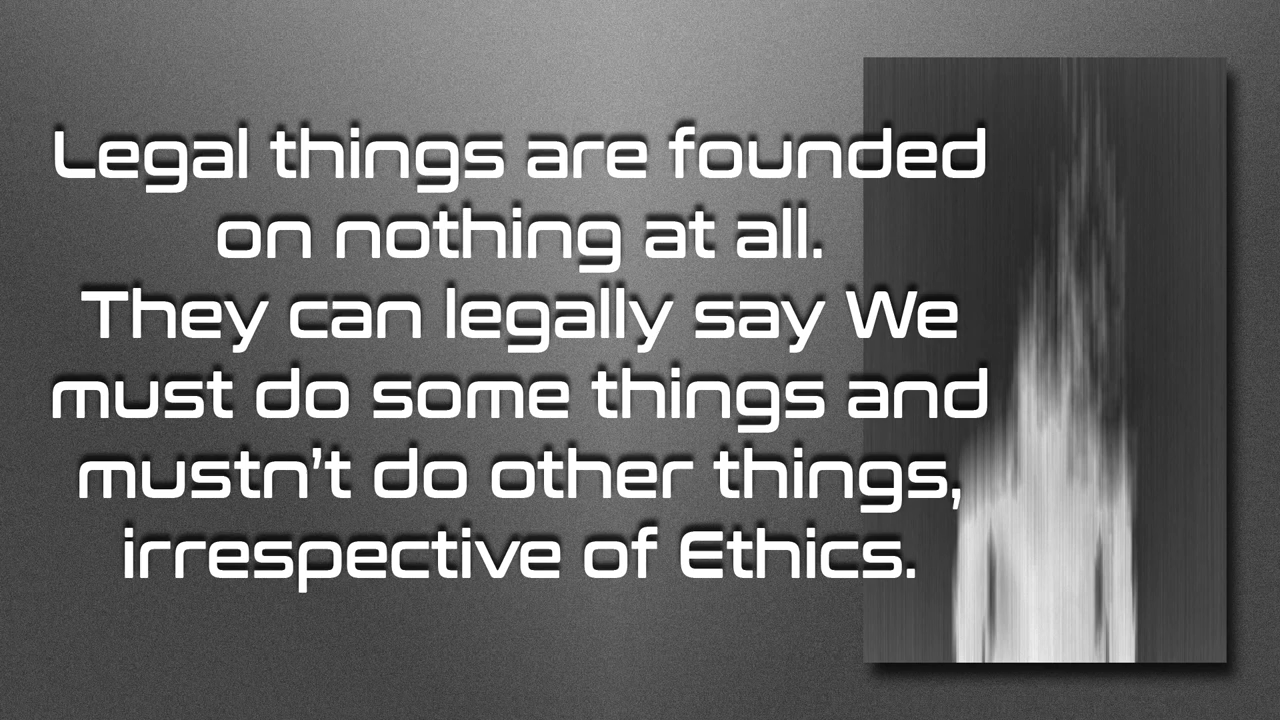 Legal things are founded
on nothing at all.
They can legally say We
must do some things and
mustn’t do other things,
irrespective of Ethics.